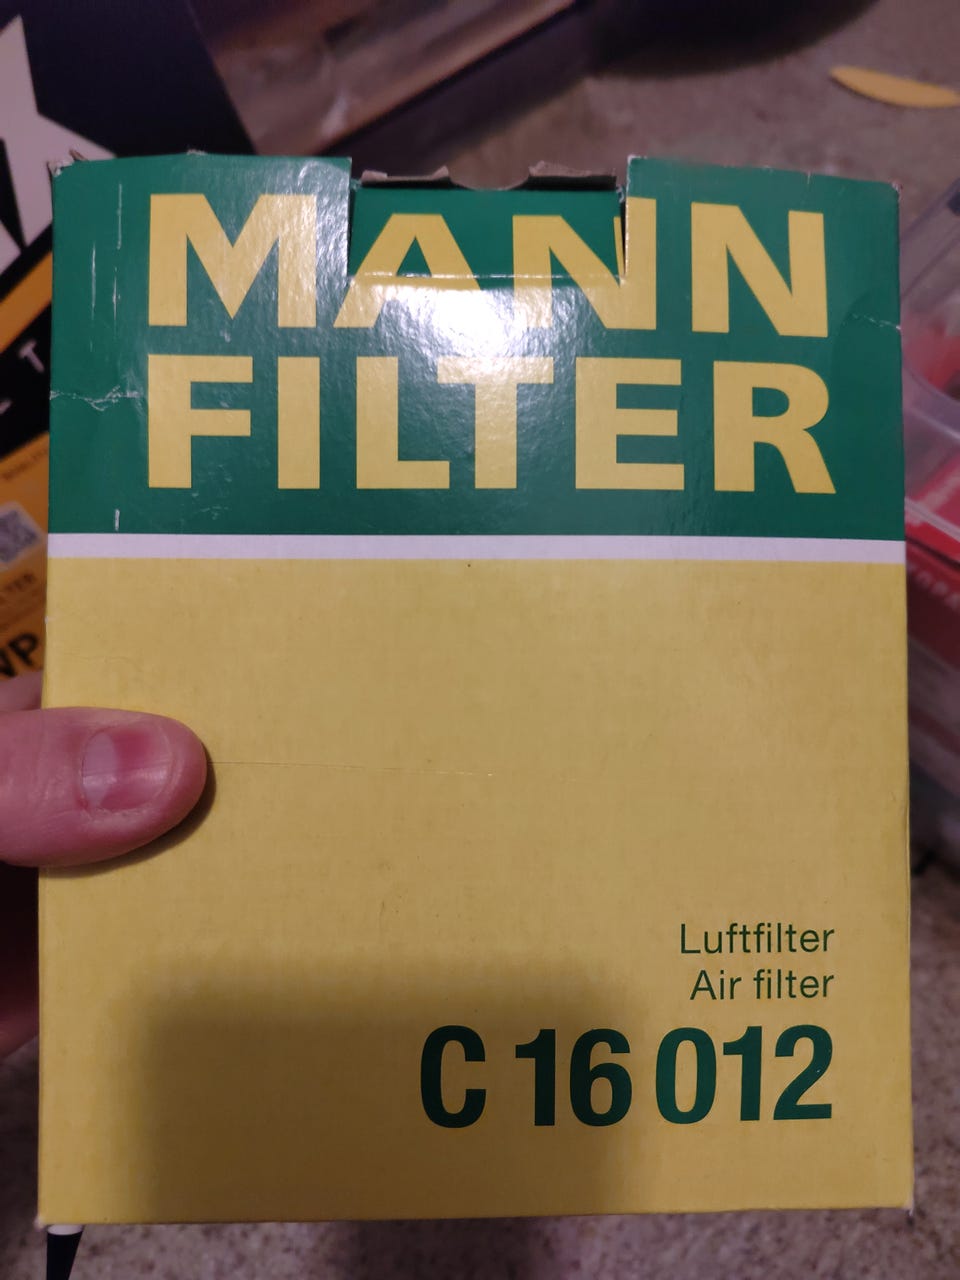 MANN
FILTER
Luftfilter
Air filter
C 16 012